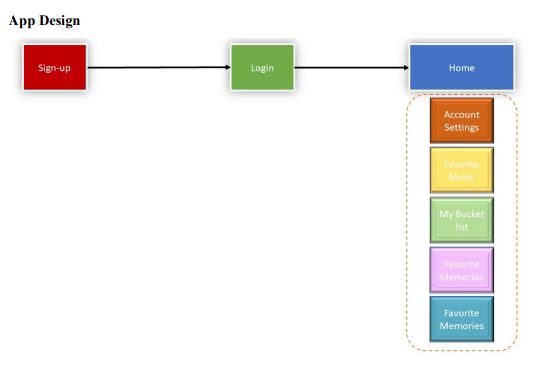 App Design
Sign-up
Login
Home
Account
Settings
Favorite
Music
My Bucket
list
Favorite
Memories
Favorite
Memories